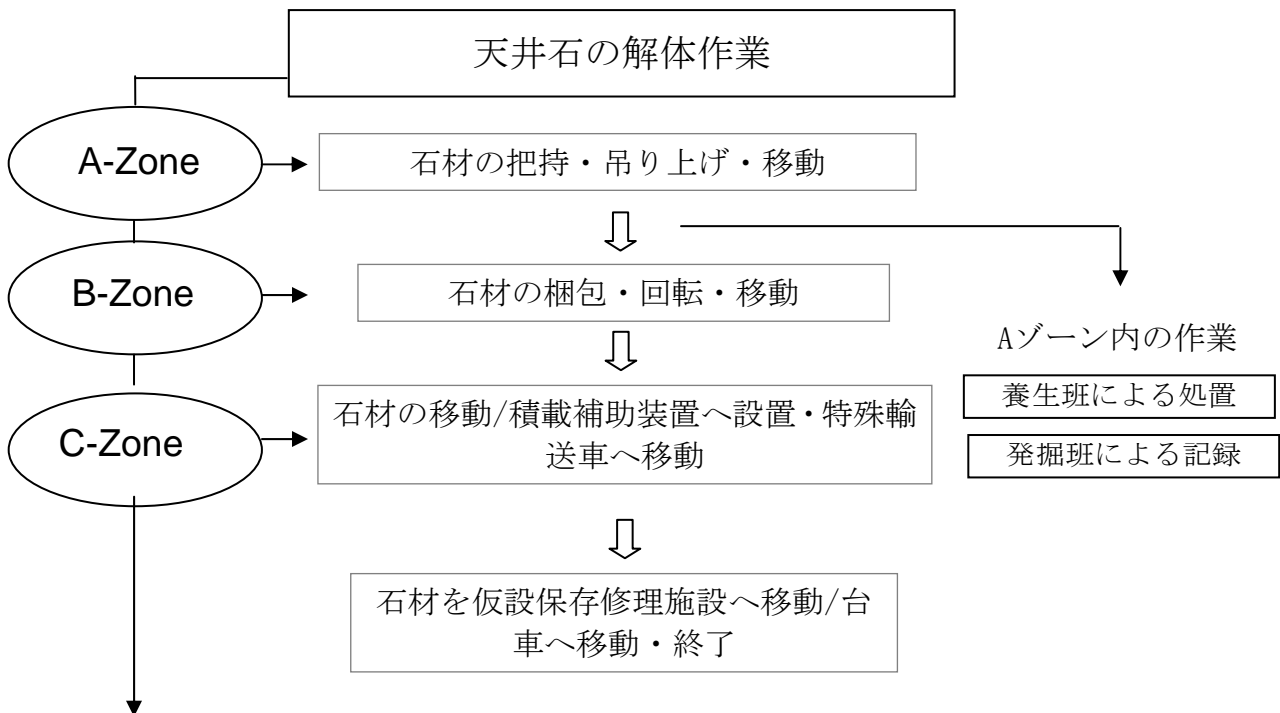 天井石の解体作業
A-Zone
石材の把持・吊り上げ・移動
B-Zone
石材の梱包・回転・移動
Aゾーン内の作業
養生班による処置
発掘班による記録
C-Zone
石材の移動/積載補助装置へ設置・特殊輸
送車へ移動
石材を仮設保存修理施設へ移動/台
車へ移動・終了